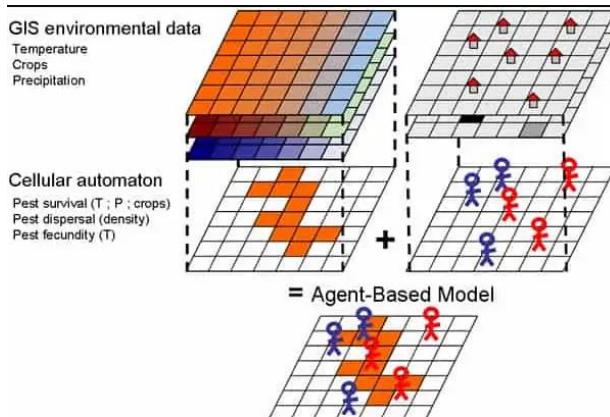 GIS environmental data
Temperature
Crops
Precipitation
Cellular automaton
Pest survival (T ; P ; crops)
Pest dispersal (density)
Pest fecundity (T)
+
= Agent-Based Model